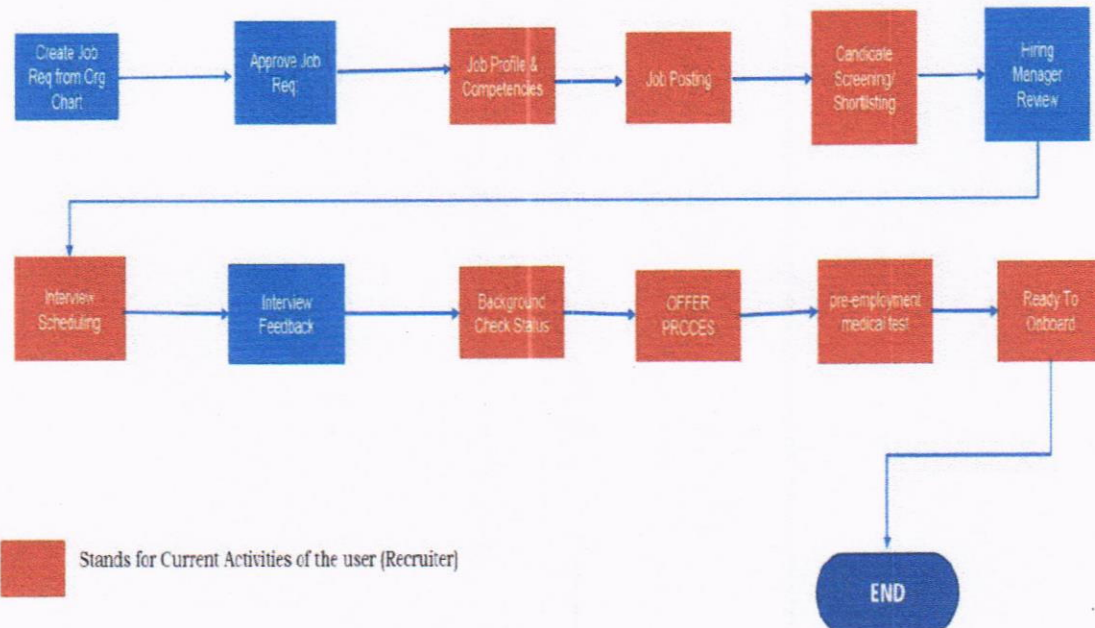 Create Job
Req from Org
Chart
Approve Job
Req.
Job Profile &
Competencies
Job Posting
Candidate
Screening/
Shortlisting
Hiring
Manager
Review
Interview
Scheduling
Interview
Feedback
Background
Check Status
OFFER
PROCES
pre-employment
medical test
Ready To
Onboard
Stands for Current Activities of the user (Recruiter)
END